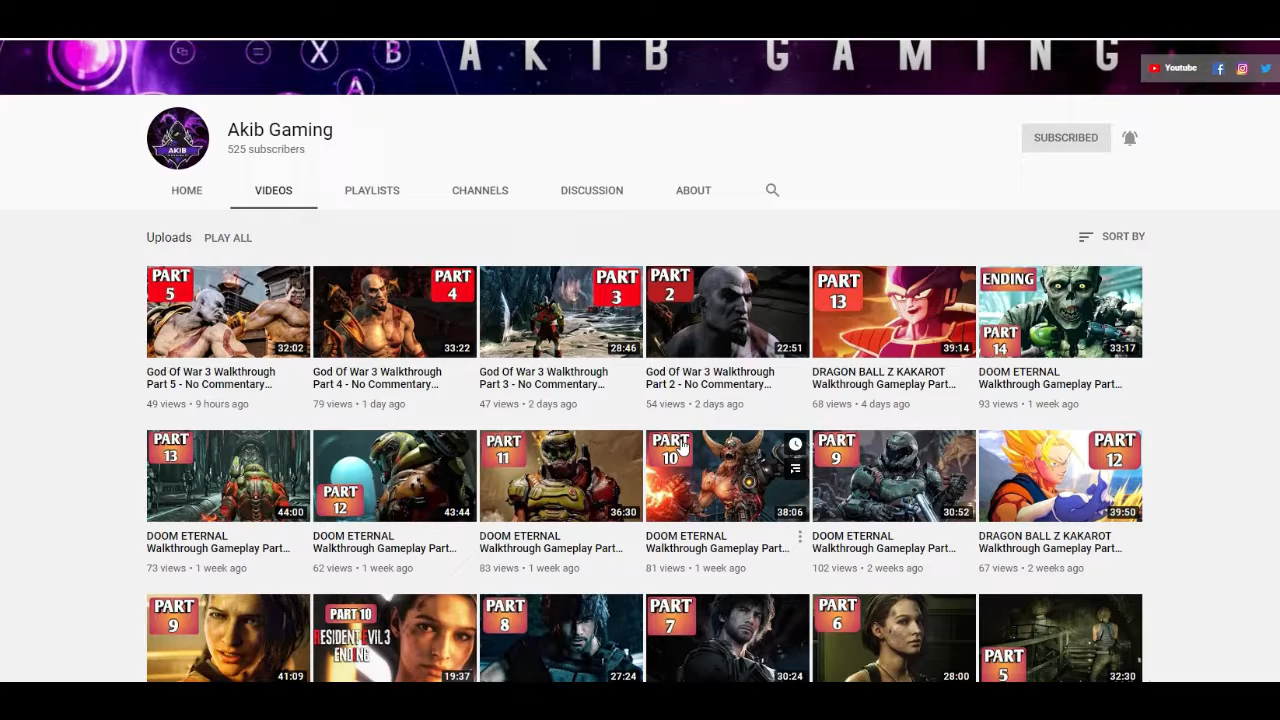 X B A
AKIB GAMING
Youtube
AKIB
Akib Gaming
525 subscribers
SUBSCRIBED
HOME VIDEOS PLAYLISTS CHANNELS DISCUSSION ABOUT
Uploads PLAY ALL
SORT BY
PART 5
32:02
PART 4
33:22
PART 3
28:46
PART 2
22:51
PART 13
39:14
ENDING
PART 14
33:17
God Of War 3 Walkthrough
Part 5 - No Commentary...
49 views • 9 hours ago
God Of War 3 Walkthrough
Part 4 - No Commentary...
79 views • 1 day ago
God Of War 3 Walkthrough
Part 3 - No Commentary...
47 views • 2 days ago
God Of War 3 Walkthrough
Part 2 - No Commentary...
54 views • 2 days ago
DRAGON BALL Z KAKAROT
Walkthrough Gameplay Part...
68 views • 4 days ago
DOOM ETERNAL
Walkthrough Gameplay Part...
93 views • 1 week ago
PART 13
44:00
PART 12
43:44
PART 11
36:30
PART 10
38:06
PART 9
30:52
PART 12
39:50
DOOM ETERNAL
Walkthrough Gameplay Part...
73 views • 1 week ago
DOOM ETERNAL
Walkthrough Gameplay Part...
62 views • 1 week ago
DOOM ETERNAL
Walkthrough Gameplay Part...
83 views • 1 week ago
DOOM ETERNAL
Walkthrough Gameplay Part...
81 views • 1 week ago
DOOM ETERNAL
Walkthrough Gameplay Part...
102 views • 2 weeks ago
DRAGON BALL Z KAKAROT
Walkthrough Gameplay Part...
67 views • 2 weeks ago
PART 9
41:09
PART 10
RESIDENT EVIL 3
ENDING
19:37
PART 8
27:24
PART 7
30:24
PART 6
28:00
PART 5
32:30